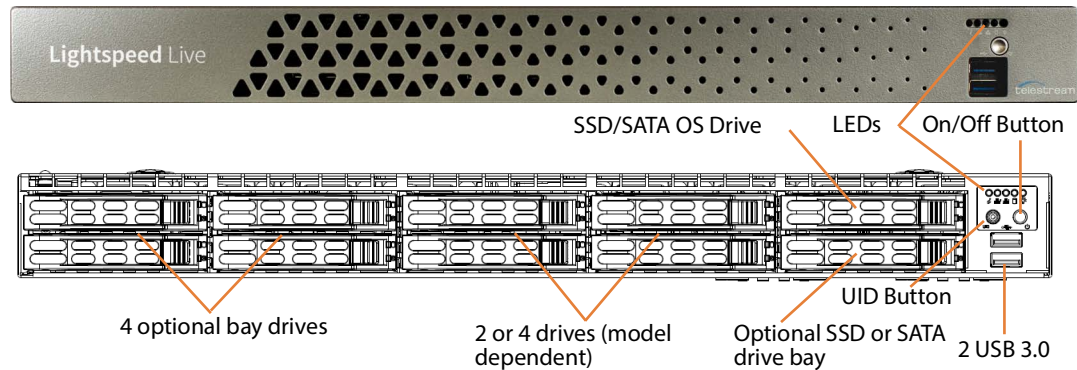 Lightspeed Live
telestream
SSD/SATA OS Drive
LEDs
On/Off Button
UID Button
4 optional bay drives
2 or 4 drives (model
dependent)
Optional SSD or SATA
drive bay
2 USB 3.0